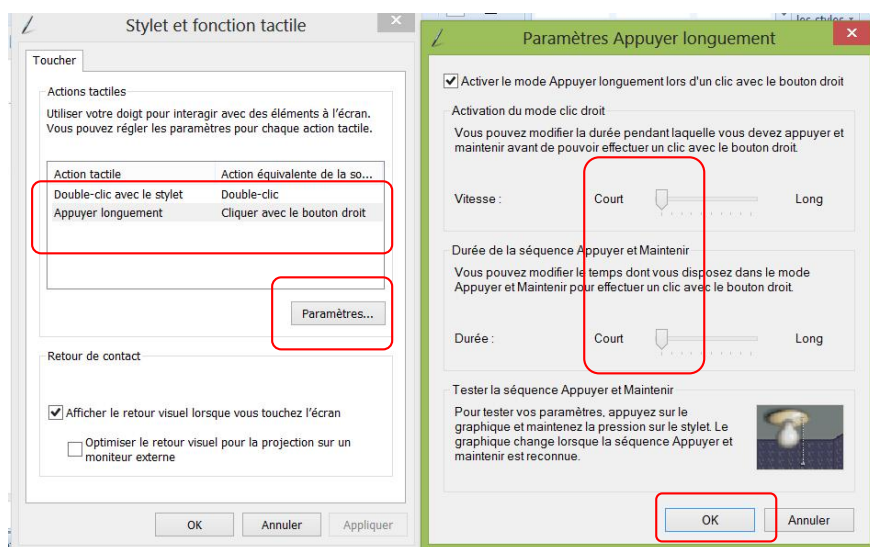 Stylet et fonction tactile
Toucher
Actions tactiles
Utiliser votre doigt pour interagir avec des éléments à l'écran.
Vous pouvez régler les paramètres pour chaque action tactile.
Action tactile
Action équivalente de la so...
Double-clic avec le stylet
Double-clic
Appuyer longuement
Cliquer avec le bouton droit
Paramètres...
Retour de contact
Afficher le retour visuel lorsque vous touchez l'écran
Optimiser le retour visuel pour la projection sur un
moniteur externe
OK
Annuler
Appliquer
les styles
Paramètres Appuyer longuement
Activer le mode Appuyer longuement lors d'un clic avec le bouton droit
Activation du mode clic droit
Vous pouvez modifier la durée pendant laquelle vous devez appuyer et
maintenir avant de pouvoir effectuer un clic avec le bouton droit.
Vitesse :
Court
Long
Durée de la séquence Appuyer et Maintenir
Vous pouvez modifier le temps dont vous disposez dans le mode
Appuyer et Maintenir pour effectuer un clic avec le bouton droit.
Durée :
Court
Long
Tester la séquence Appuyer et Maintenir
Pour tester vos paramètres, appuyez sur le
graphique et maintenez la pression sur le stylet. Le
graphique change lorsque la séquence Appuyer et
maintenir est reconnue.
OK
Annuler